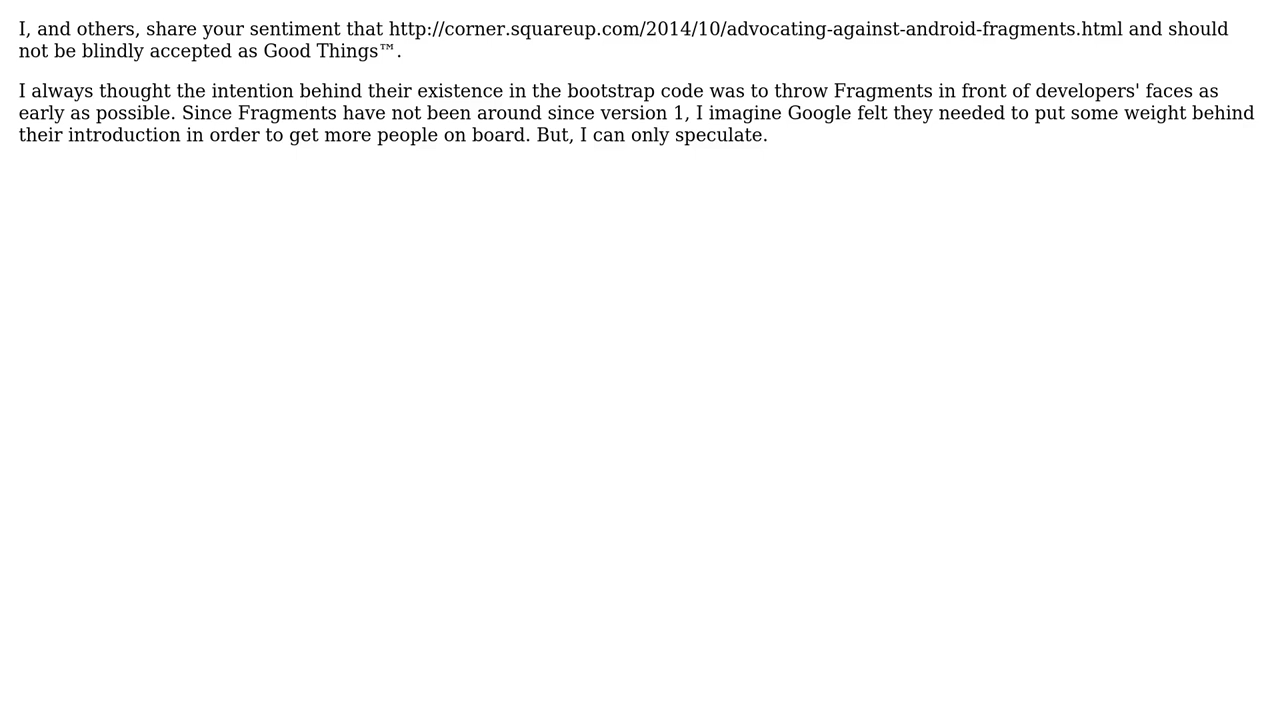 I, and others, share your sentiment that http://corner.squareup.com/2014/10/advocating-against-android-fragments.html and should
not be blindly accepted as Good Things™.
I always thought the intention behind their existence in the bootstrap code was to throw Fragments in front of developers' faces as
early as possible. Since Fragments have not been around since version 1, I imagine Google felt they needed to put some weight behind
their introduction in order to get more people on board. But, I can only speculate.